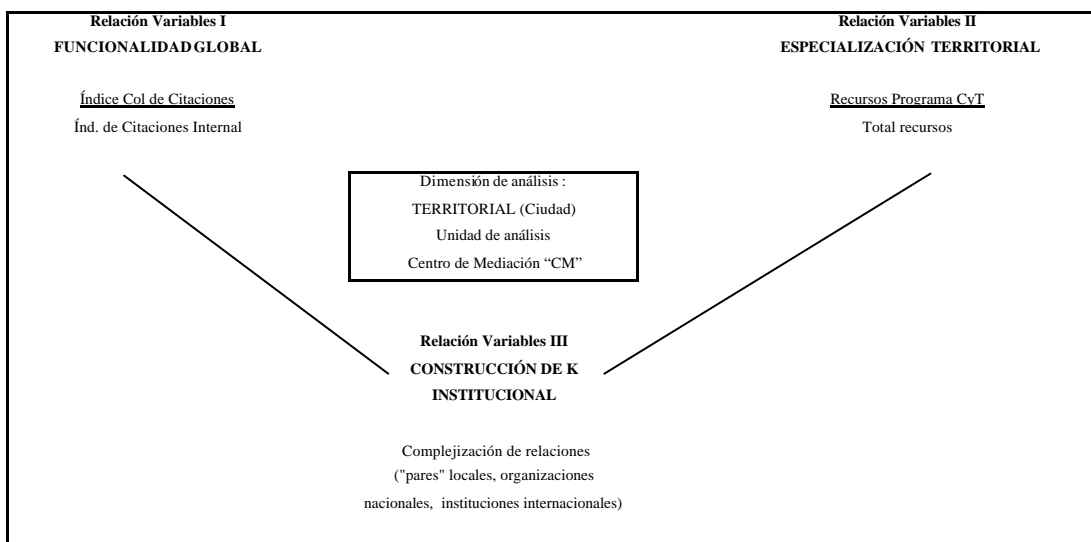 Relación Variables I
FUNCIONALIDAD GLOBAL
Índice Col de Citaciones
Índ. de Citaciones Internal
Relación Variables II
ESPECIALIZACIÓN TERRITORIAL
Recursos Programa CyT
Total recursos
Dimensión de análisis :
TERRITORIAL (Ciudad)
Unidad de análisis
Centro de Mediación “CM”
Relación Variables III
CONSTRUCCIÓN DE K
INSTITUCIONAL
Complejización de relaciones
("pares" locales, organizaciones
nacionales, instituciones internacionales)